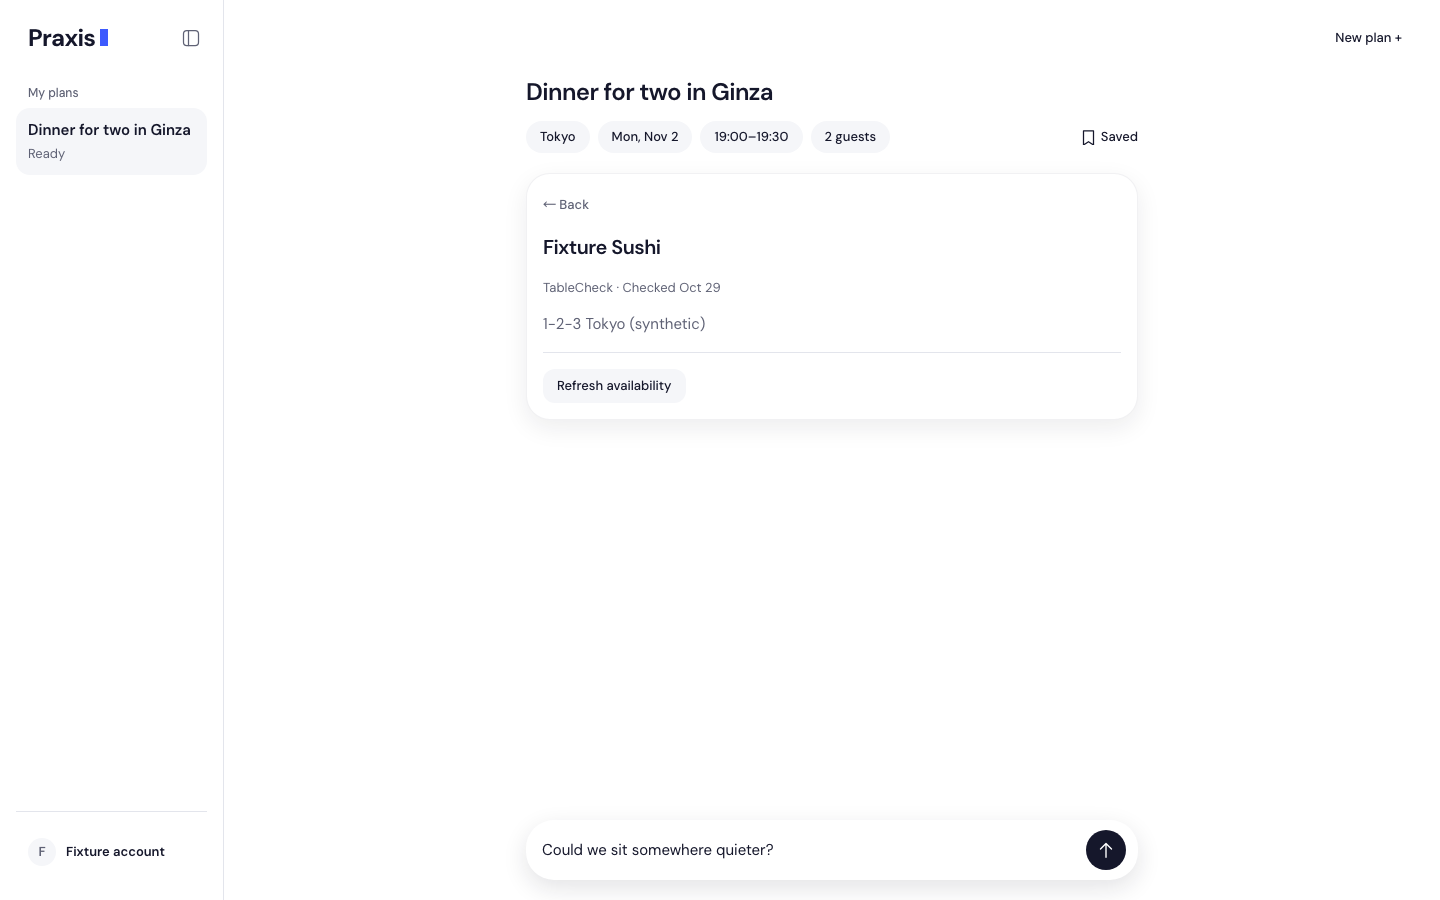 Praxis
New plan +
My plans
Dinner for two in Ginza
Ready
Dinner for two in Ginza
Tokyo
Mon, Nov 2
19:00–19:30
2 guests
Saved
← Back
Fixture Sushi
TableCheck · Checked Oct 29
1-2-3 Tokyo (synthetic)
Refresh availability
Could we sit somewhere quieter?
F
Fixture account